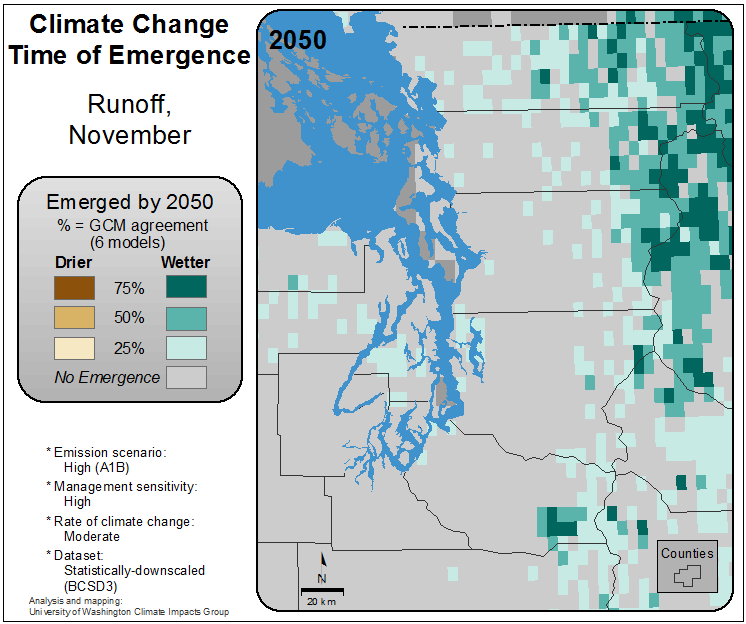 Climate Change
Time of Emergence
Runoff,
November
Emerged by 2050
% = GCM agreement
(6 models)
Drier Wetter
75%
50%
25%
No Emergence
* Emission scenario:
High (A1B)
* Management sensitivity:
High
* Rate of climate change:
Moderate
* Dataset:
Statistically-downscaled
(BCSD3)
Analysis and mapping:
University of Washington Climate Impacts Group
2050
N
20 km
Counties